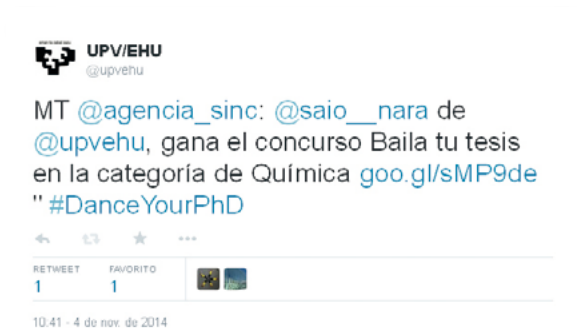 UPV/EHU
@upvehu
MT @agencia_sinc: @saio__nara de
@upvehu, gana el concurso Baila tu tesis
en la categoría de Química goo.gl/sMP9de
" #DanceYourPhD
RETWEET FAVORITO
1 1
10:41 - 4 de nov. de 2014